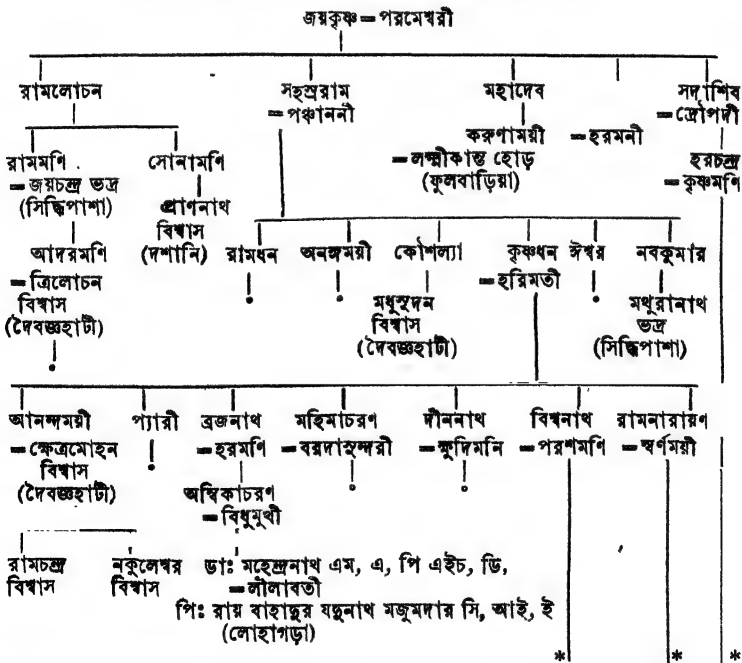 জয়কৃষ্ণ = পরমেশ্বরী
রামলোচন সহস্ররাম মহাদেব সদাশিব
= পঞ্চাননী = দ্রৌপদী
করুণাময়ী = হরমনী
রামমণি সোনামণি = লক্ষ্মীকান্ত হোড় হরচন্দ্র
= জয়চন্দ্র ভদ্র (ফুলবাড়িয়া) = কৃষ্ণমণি
(সিদ্ধিপাশা) প্রাণনাথ
বিশ্বাস
আদরমণি (দশানি) রামধন অনঙ্গময়ী কৌশল্যা কৃষ্ণধন ঈশ্বর নবকুমার
= ত্রিলোচন = হরিমতী
বিশ্বাস মধুসূদন মথুরানাথ
(দৈবজ্ঞহাটী) বিশ্বাস ভদ্র
(দৈবজ্ঞহাটী) (সিদ্ধিপাশা)
আনন্দময়ী প্যারী ব্রজনাথ মহিমাচরণ দীননাথ বিশ্বনাথ রামনারায়ণ
= ক্ষেত্রমোহন = হরমণি = বরদাসুন্দরী = ক্ষুদিমনি = পরশমণি = স্বর্ণময়ী
বিশ্বাস
(দৈবজ্ঞহাটী) অম্বিকাচরণ
= বিধুমুখী
রামচন্দ্র নকুলেশ্বর ডাঃ মহেন্দ্রনাথ এম, এ, পি এইচ, ডি,
বিশ্বাস বিশ্বাস = লীলাবতী
পিঃ রায় বাহাদুর যদুনাথ মজুমদার সি, আই, ই
(লোহাগড়া)
* * *